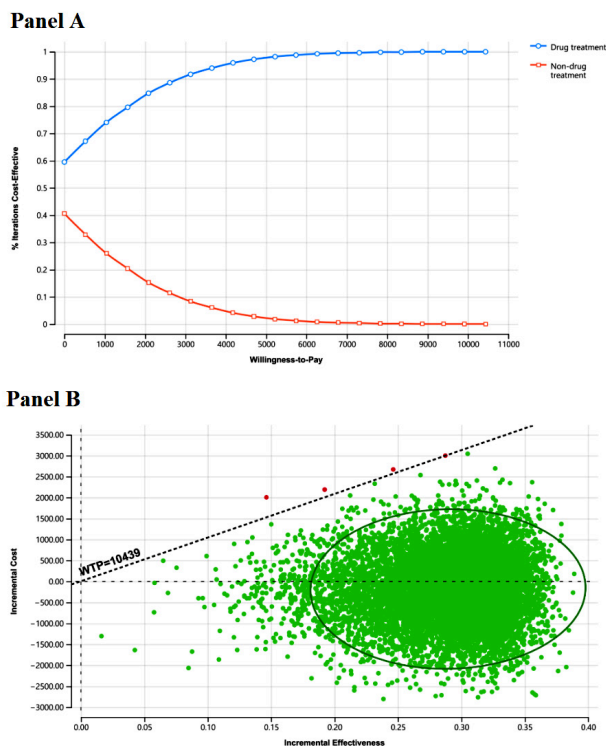 Panel A
1
0.9
0.8
0.7
0.6
0.5
0.4
0.3
0.2
0.1
0
% Iterations Cost-Effective
0 1000 2000 3000 4000 5000 6000 7000 8000 9000 10000 11000
Willingness-to-Pay
Drug treatment
Non-drug
treatment
Panel B
3500.00
3000.00
2500.00
2000.00
1500.00
1000.00
500.00
0.00
−500.00
−1000.00
−1500.00
−2000.00
−2500.00
−3000.00
Incremental Cost
WTP=10439
0.00 0.05 0.10 0.15 0.20 0.25 0.30 0.35 0.40
Incremental Effectiveness